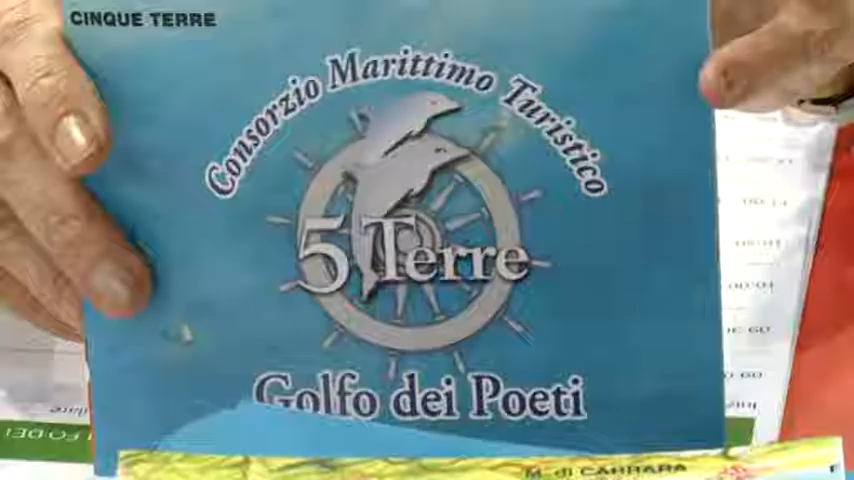 CINQUE TERRE
Consorzio Marittimo Turistico
5 Terre
Golfo dei Poeti
M. di CARRARA